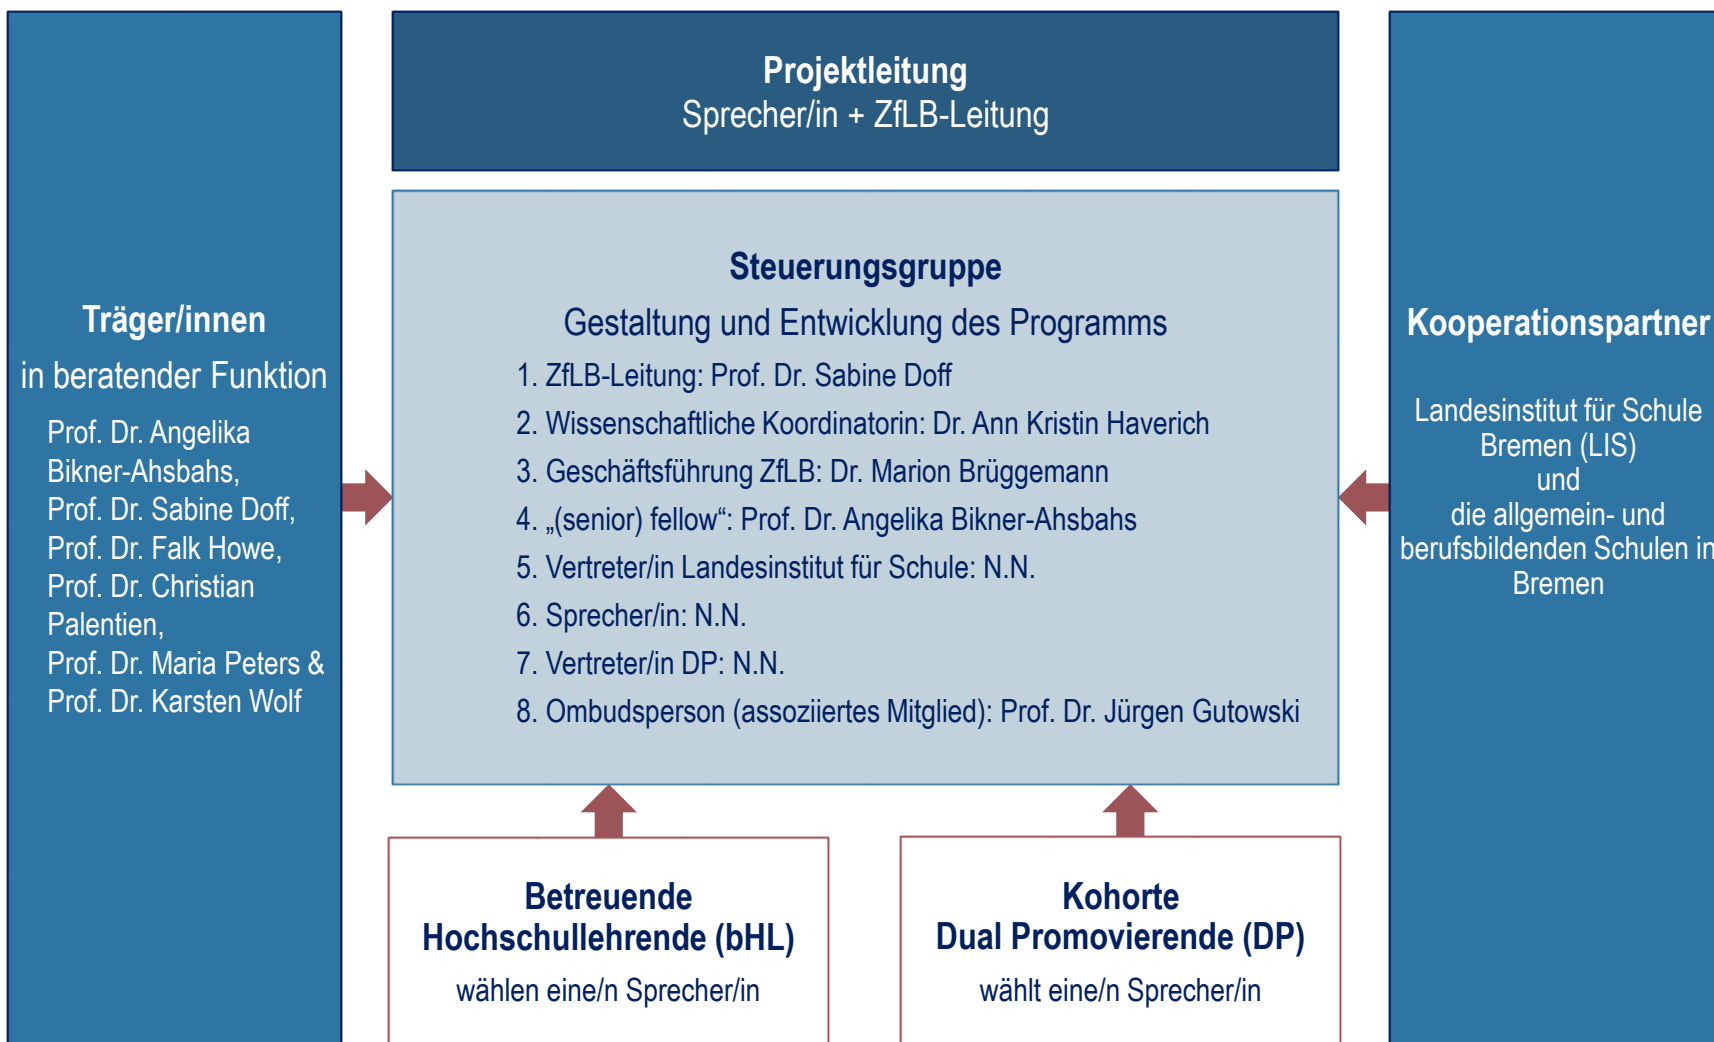 Projektleitung
Sprecher/in + ZfLB-Leitung
Träger/innen
in beratender Funktion
Prof. Dr. Angelika
Bikner-Ahsbahs,
Prof. Dr. Sabine Doff,
Prof. Dr. Falk Howe,
Prof. Dr. Christian
Palentien,
Prof. Dr. Maria Peters &
Prof. Dr. Karsten Wolf
Steuerungsgruppe
Gestaltung und Entwicklung des Programms
1. ZfLB-Leitung: Prof. Dr. Sabine Doff
2. Wissenschaftliche Koordinatorin: Dr. Ann Kristin Haverich
3. Geschäftsführung ZfLB: Dr. Marion Brüggemann
4. „(senior) fellow“: Prof. Dr. Angelika Bikner-Ahsbahs
5. Vertreter/in Landesinstitut für Schule: N.N.
6. Sprecher/in: N.N.
7. Vertreter/in DP: N.N.
8. Ombudsperson (assoziiertes Mitglied): Prof. Dr. Jürgen Gutowski
Kooperationspartner
Landesinstitut für Schule
Bremen (LIS)
und
die allgemein- und
berufsbildenden Schulen in
Bremen
Betreuende
Hochschullehrende (bHL)
wählen eine/n Sprecher/in
Kohorte
Dual Promovierende (DP)
wählt eine/n Sprecher/in